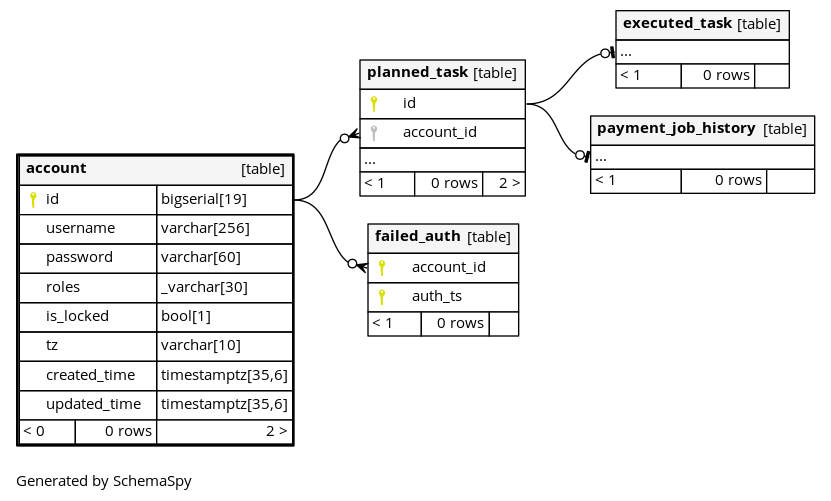 executed_task [table]
...
< 1 0 rows
planned_task [table]
id
account_id
...
< 1 0 rows 2 >
payment_job_history [table]
...
< 1 0 rows
account [table]
id bigserial[19]
username varchar[256]
password varchar[60]
roles _varchar[30]
is_locked bool[1]
tz varchar[10]
created_time timestamptz[35,6]
updated_time timestamptz[35,6]
< 0 0 rows 2 >
failed_auth [table]
account_id
auth_ts
< 1 0 rows
Generated by SchemaSpy